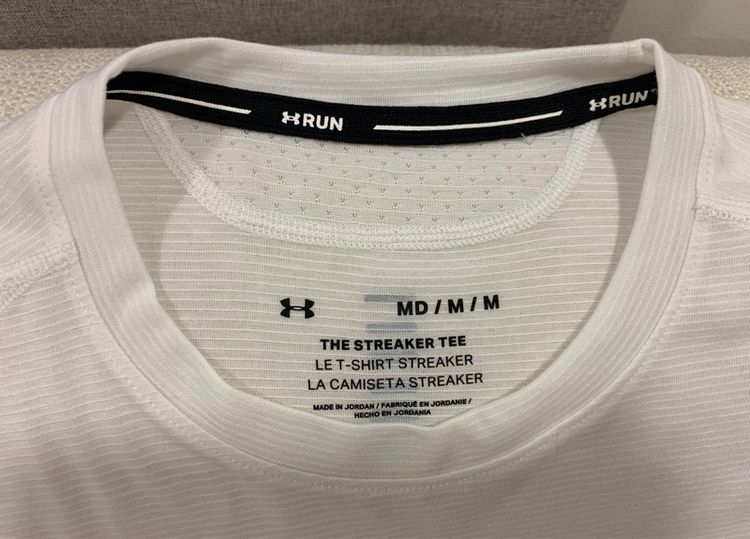 RUN
RUN
MD / M / M
THE STREAKER TEE
LE T-SHIRT STREAKER
LA CAMISETA STREAKER
MADE IN JORDAN / FABRIQUÉ EN JORDANIE /
HECHO EN JORDANIA